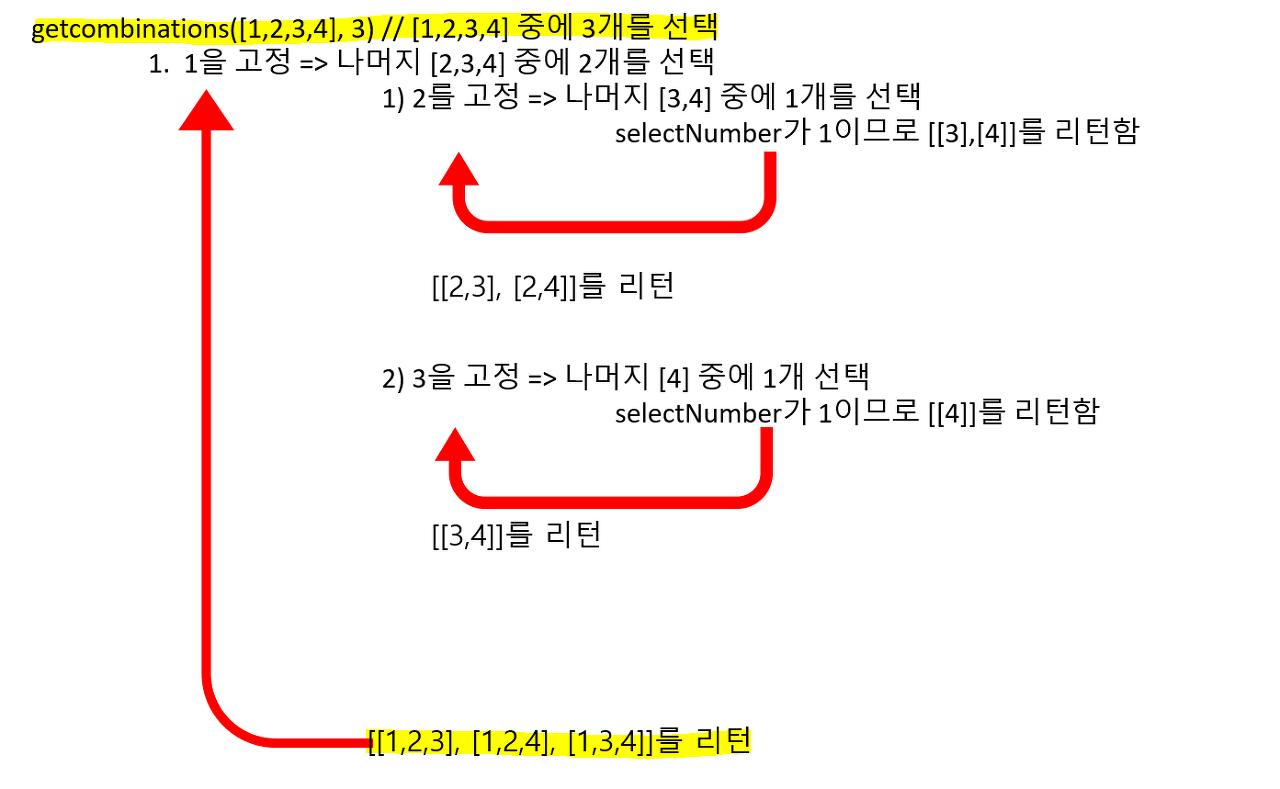 getcombinations([1,2,3,4], 3) // [1,2,3,4] 중에 3개를 선택
1. 1을 고정 => 나머지 [2,3,4] 중에 2개를 선택
1) 2를 고정 => 나머지 [3,4] 중에 1개를 선택
selectNumber가 1이므로 [[3],[4]]를 리턴함
[[2,3], [2,4]]를 리턴
2) 3을 고정 => 나머지 [4] 중에 1개 선택
selectNumber가 1이므로 [[4]]를 리턴함
[[3,4]]를 리턴
[[1,2,3], [1,2,4], [1,3,4]]를 리턴